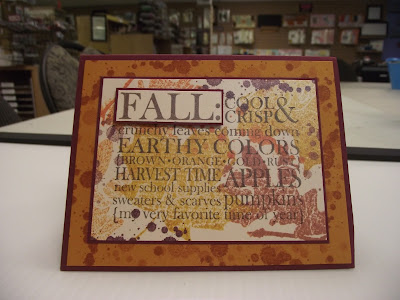 FALL: COOL &
CRISP
crunchy leaves coming down
EARTHY COLORS
{BROWN • ORANGE • GOLD • RUST}
HARVEST TIME APPLES
new school supplies
sweaters & scarves pumpkins
{my very favorite time of year}